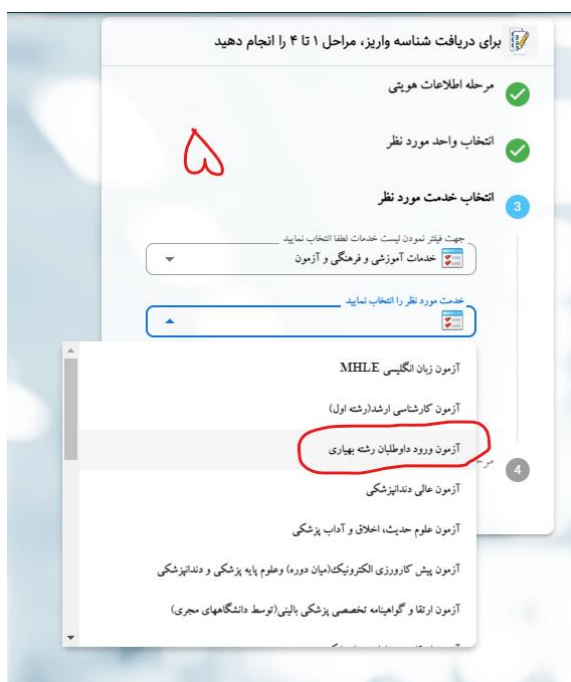 برای دریافت شناسه واریز، مراحل ۱ تا ۴ را انجام دهید
مرحله اطلاعات هویتی
انتخاب واحد مورد نظر
۵
انتخاب خدمت مورد نظر
3
جهت فیلتر نمودن لیست خدمات لطفا انتخاب نمایید
خدمات آموزشی و فرهنگی و آزمون
خدمت مورد نظر را انتخاب نمایید
آزمون زبان انگلیسی MHLE
آزمون کارشناسی ارشد(رشته اول)
آزمون ورود داوطلبان رشته بهیاری
4
آزمون عالی دندانپزشکی
آزمون علوم حدیث، اخلاق و آداب پزشکی
آزمون پیش کارورزی الکترونیک(میان دوره) وعلوم پایه پزشکی و دندانپزشکی
آزمون ارتقا و گواهینامه تخصصی پزشکی بالینی(توسط دانشگاههای مجری)